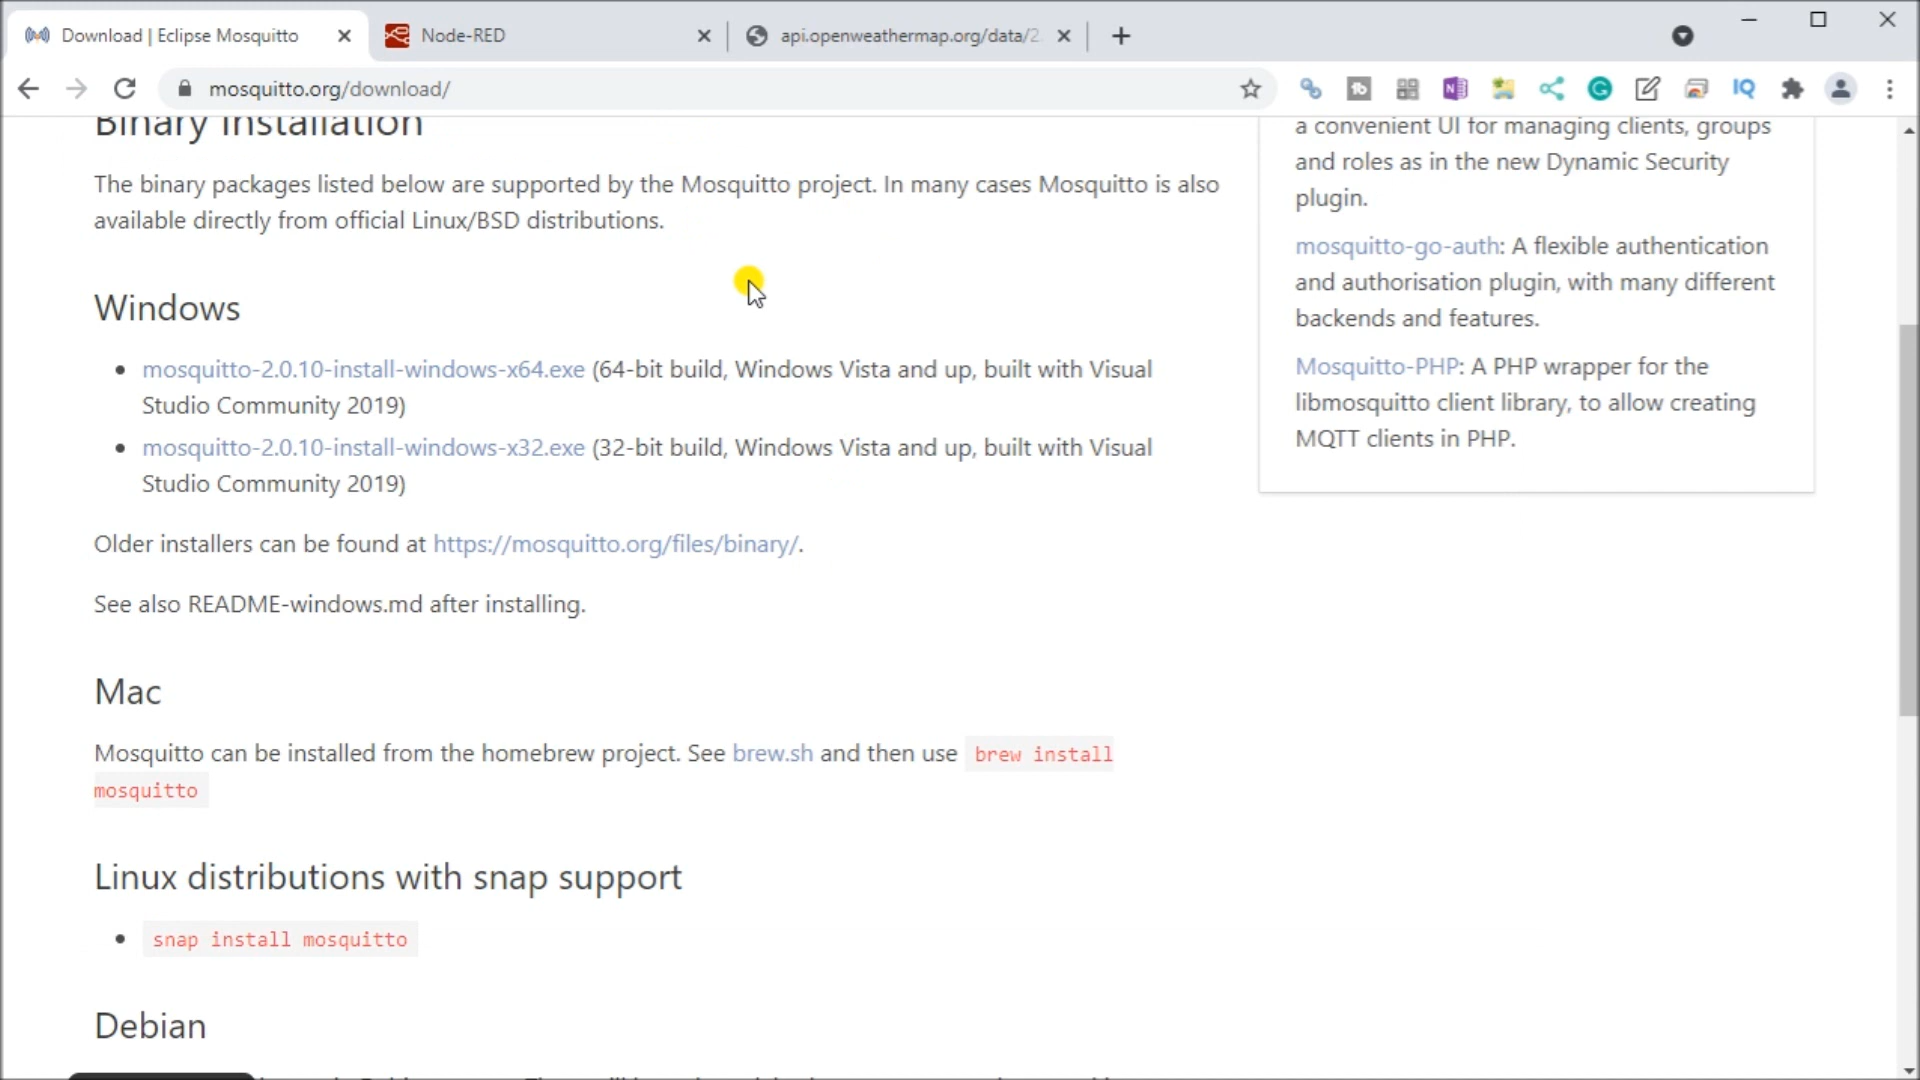 Download | Eclipse Mosquitto
Node-RED
api.openweathermap.org/data/2.
mosquitto.org/download/
Binary Installation
The binary packages listed below are supported by the Mosquitto project. In many cases Mosquitto is also
available directly from official Linux/BSD distributions.
Windows
mosquitto-2.0.10-install-windows-x64.exe (64-bit build, Windows Vista and up, built with Visual
Studio Community 2019)
mosquitto-2.0.10-install-windows-x32.exe (32-bit build, Windows Vista and up, built with Visual
Studio Community 2019)
Older installers can be found at https://mosquitto.org/files/binary/.
See also README-windows.md after installing.
Mac
Mosquitto can be installed from the homebrew project. See brew.sh and then use brew install
mosquitto
Linux distributions with snap support
snap install mosquitto
Debian
a convenient UI for managing clients, groups
and roles as in the new Dynamic Security
plugin.
mosquitto-go-auth: A flexible authentication
and authorisation plugin, with many different
backends and features.
Mosquitto-PHP: A PHP wrapper for the
libmosquitto client library, to allow creating
MQTT clients in PHP.